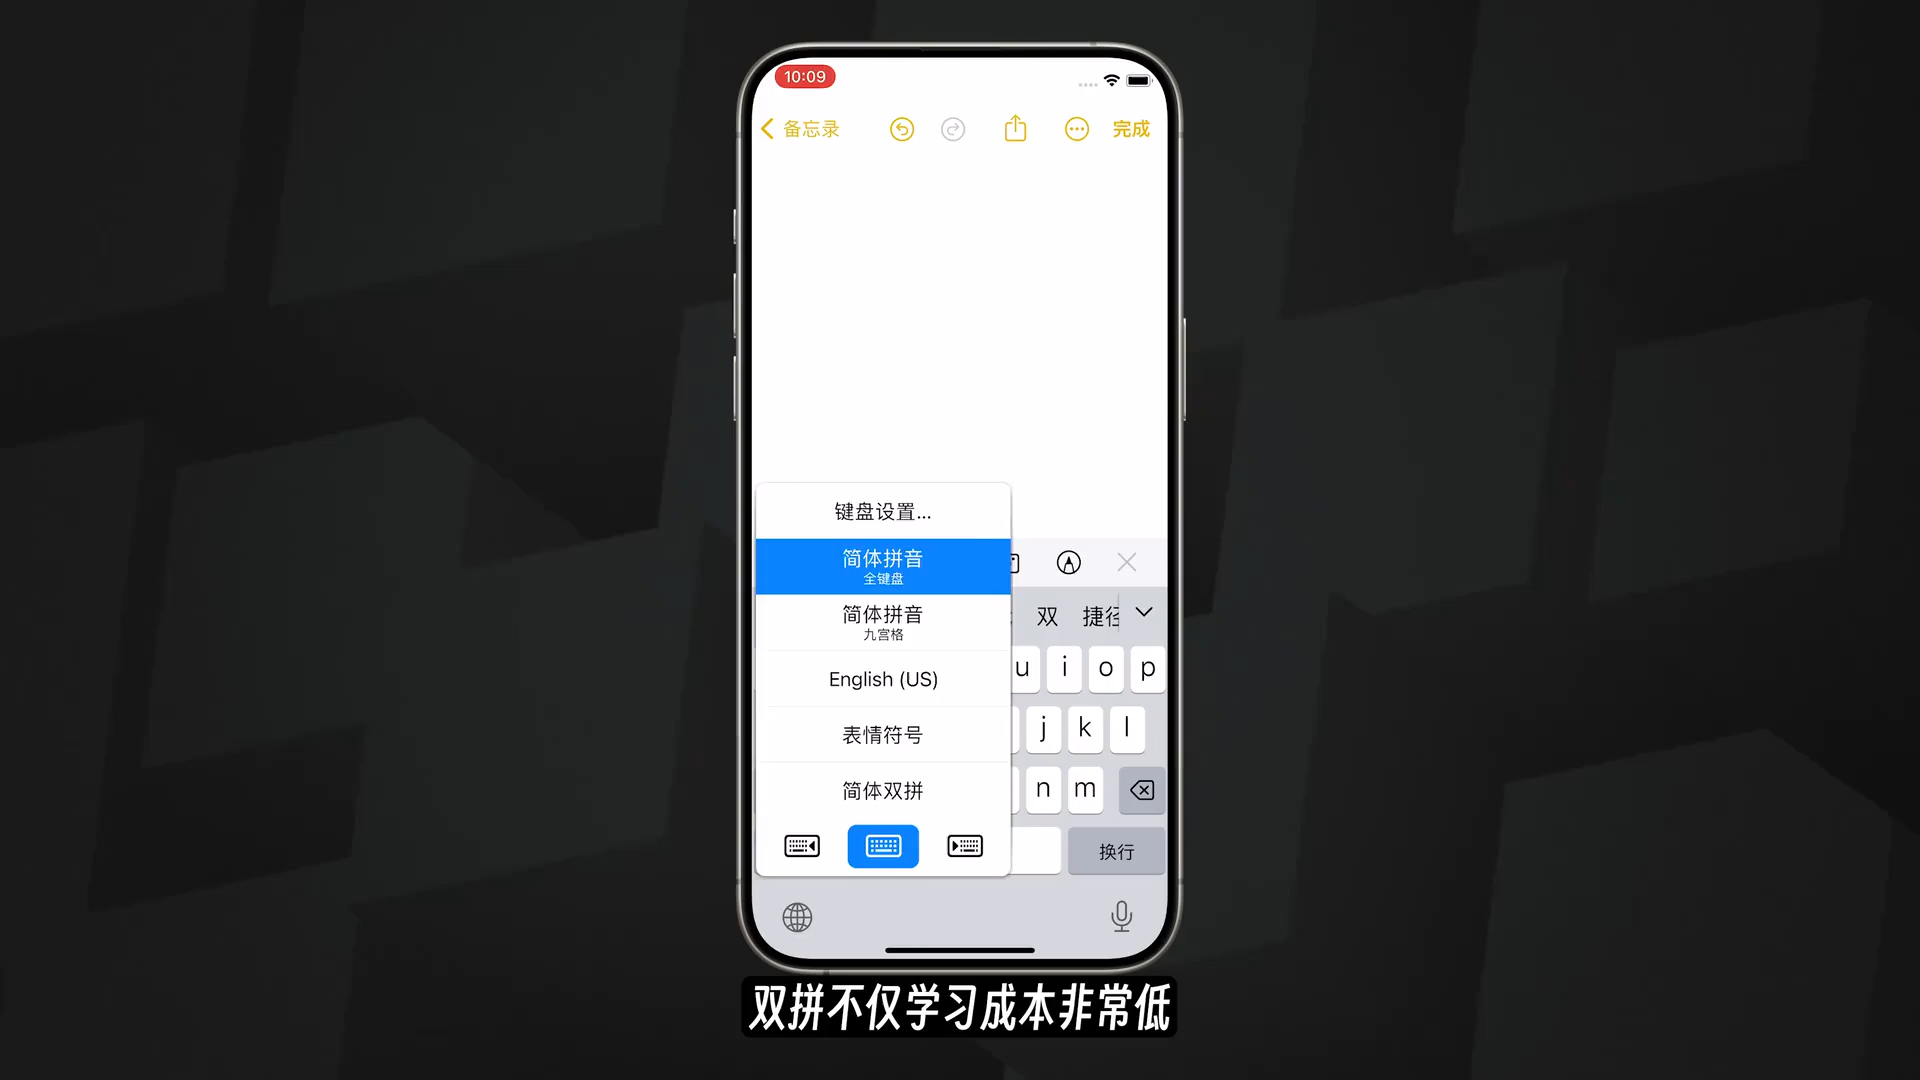 10:09
备忘录
完成
键盘设置...
简体拼音
全键盘
简体拼音
九宫格
English (US)
表情符号
简体双拼
双 捷径
u i o p
j k l
n m
换行
双拼不仅学习成本非常低